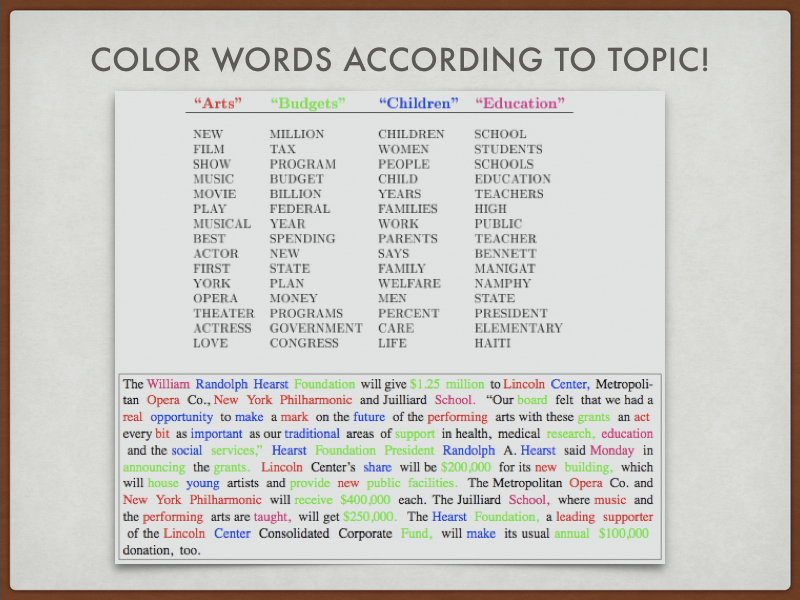 COLOR WORDS ACCORDING TO TOPIC!
“Arts” “Budgets” “Children” “Education”
NEW MILLION CHILDREN SCHOOL
FILM TAX WOMEN STUDENTS
SHOW PROGRAM PEOPLE SCHOOLS
MUSIC BUDGET CHILD EDUCATION
MOVIE BILLION YEARS TEACHERS
PLAY FEDERAL FAMILIES HIGH
MUSICAL YEAR WORK PUBLIC
BEST SPENDING PARENTS TEACHER
ACTOR NEW SAYS BENNETT
FIRST STATE FAMILY MANIGAT
YORK PLAN WELFARE NAMPHY
OPERA MONEY MEN STATE
THEATER PROGRAMS PERCENT PRESIDENT
ACTRESS GOVERNMENT CARE ELEMENTARY
LOVE CONGRESS LIFE HAITI
The William Randolph Hearst Foundation will give $1.25 million to Lincoln Center, Metropoli-
tan Opera Co., New York Philharmonic and Juilliard School. “Our board felt that we had a
real opportunity to make a mark on the future of the performing arts with these grants an act
every bit as important as our traditional areas of support in health, medical research, education
and the social services,” Hearst Foundation President Randolph A. Hearst said Monday in
announcing the grants. Lincoln Center’s share will be $200,000 for its new building, which
will house young artists and provide new public facilities. The Metropolitan Opera Co. and
New York Philharmonic will receive $400,000 each. The Juilliard School, where music and
the performing arts are taught, will get $250,000. The Hearst Foundation, a leading supporter
of the Lincoln Center Consolidated Corporate Fund, will make its usual annual $100,000
donation, too.